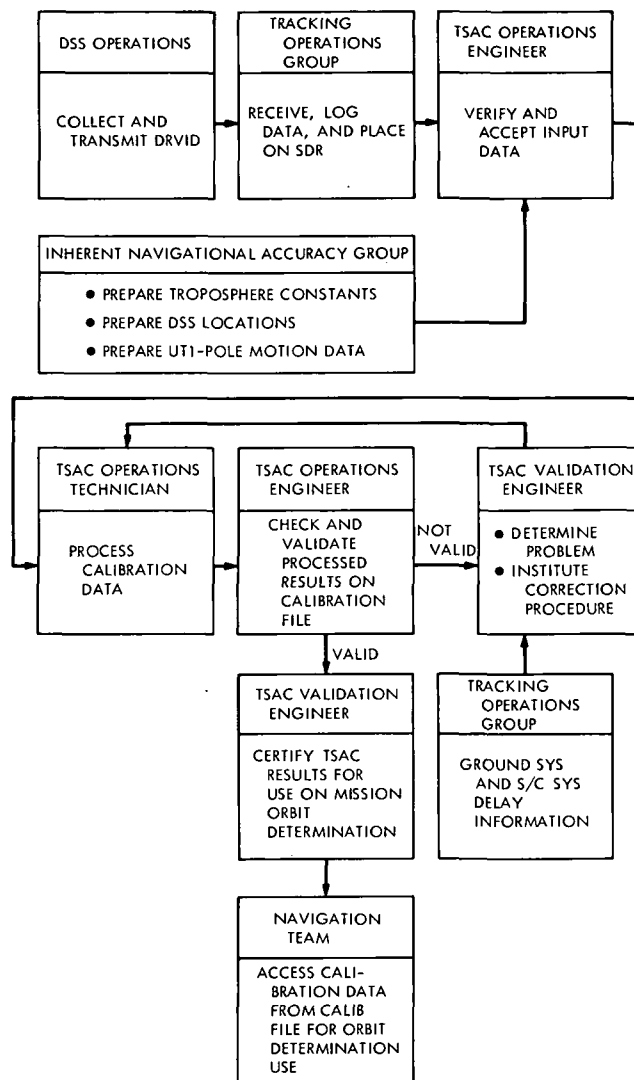 DSS OPERATIONS
COLLECT AND
TRANSMIT DRVID
TRACKING
OPERATIONS
GROUP
RECEIVE, LOG
DATA, AND PLACE
ON SDR
TSAC OPERATIONS
ENGINEER
VERIFY AND
ACCEPT INPUT
DATA
INHERENT NAVIGATIONAL ACCURACY GROUP
● PREPARE TROPOSPHERE CONSTANTS
● PREPARE DSS LOCATIONS
● PREPARE UT1-POLE MOTION DATA
TSAC OPERATIONS
TECHNICIAN
PROCESS
CALIBRATION
DATA
TSAC OPERATIONS
ENGINEER
CHECK AND
VALIDATE
PROCESSED
RESULTS ON
CALIBRATION
FILE
NOT
VALID
TSAC VALIDATION
ENGINEER
● DETERMINE
PROBLEM
● INSTITUTE
CORRECTION
PROCEDURE
VALID
TSAC VALIDATION
ENGINEER
CERTIFY TSAC
RESULTS FOR
USE ON MISSION
ORBIT
DETERMINATION
TRACKING
OPERATIONS
GROUP
GROUND SYS
AND S/C SYS
DELAY
INFORMATION
NAVIGATION
TEAM
ACCESS CALI-
BRATION DATA
FROM CALIB
FILE FOR ORBIT
DETERMINATION
USE